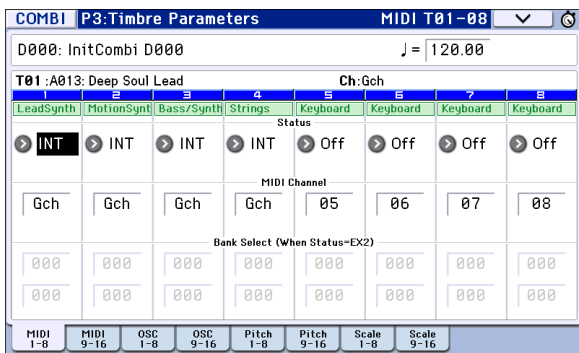 COMBI P3:Timbre Parameters MIDI T01-08
D000: InitCombi D000 ♩= 120.00
T01 :A013: Deep Soul Lead Ch:Gch
1 2 3 4 5 6 7 8
LeadSynth MotionSynt Bass/Synth Strings Keyboard Keyboard Keyboard Keyboard
Status
INT INT INT INT Off Off Off Off
MIDI Channel
Gch Gch Gch Gch 05 06 07 08
Bank Select (When Status=EX2)
000 000 000 000 000 000 000 000
000 000 000 000 000 000 000 000
MIDI 1-8 MIDI 9-16 OSC 1-8 OSC 9-16 Pitch 1-8 Pitch 9-16 Scale 1-8 Scale 9-16